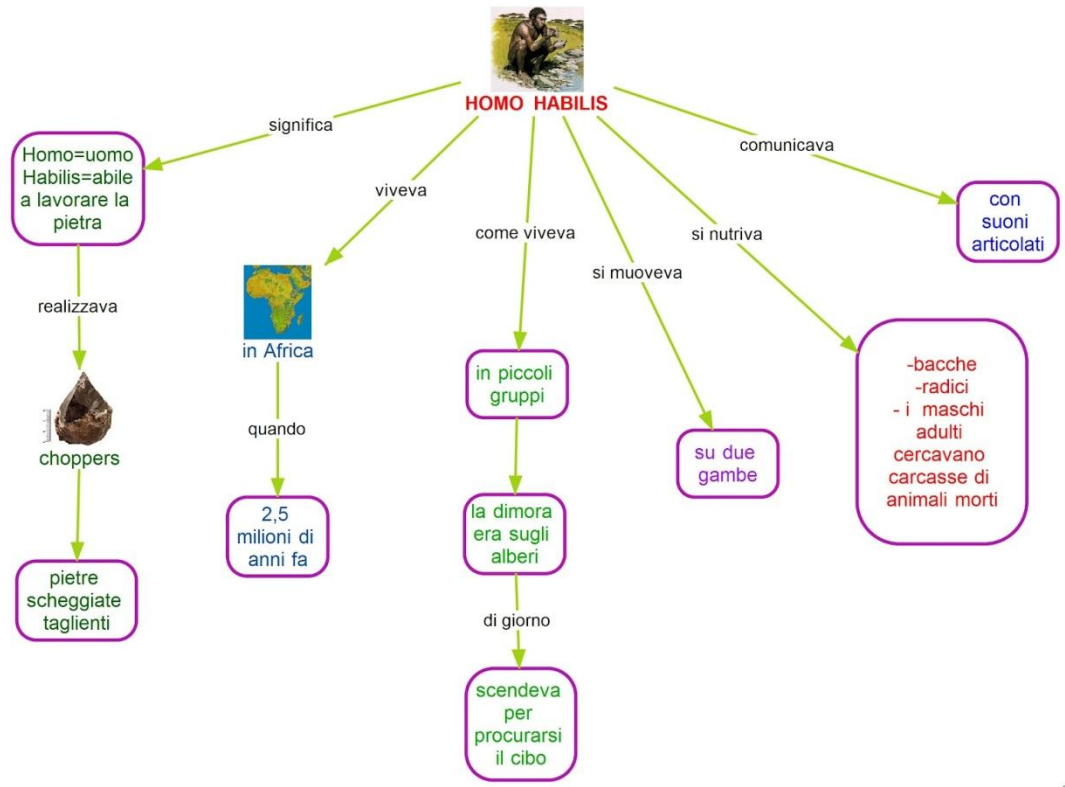 HOMO HABILIS
significa
Homo=uomo
Habilis=abile
a lavorare la
pietra
realizzava
choppers
pietre
scheggiate
taglienti
viveva
in Africa
quando
2,5
milioni di
anni fa
come viveva
in piccoli
gruppi
la dimora
era sugli
alberi
di giorno
scendeva
per
procurarsi
il cibo
si muoveva
su due
gambe
si nutriva
-bacche
-radici
- i maschi
adulti
cercavano
carcasse di
animali morti
comunicava
con
suoni
articolati